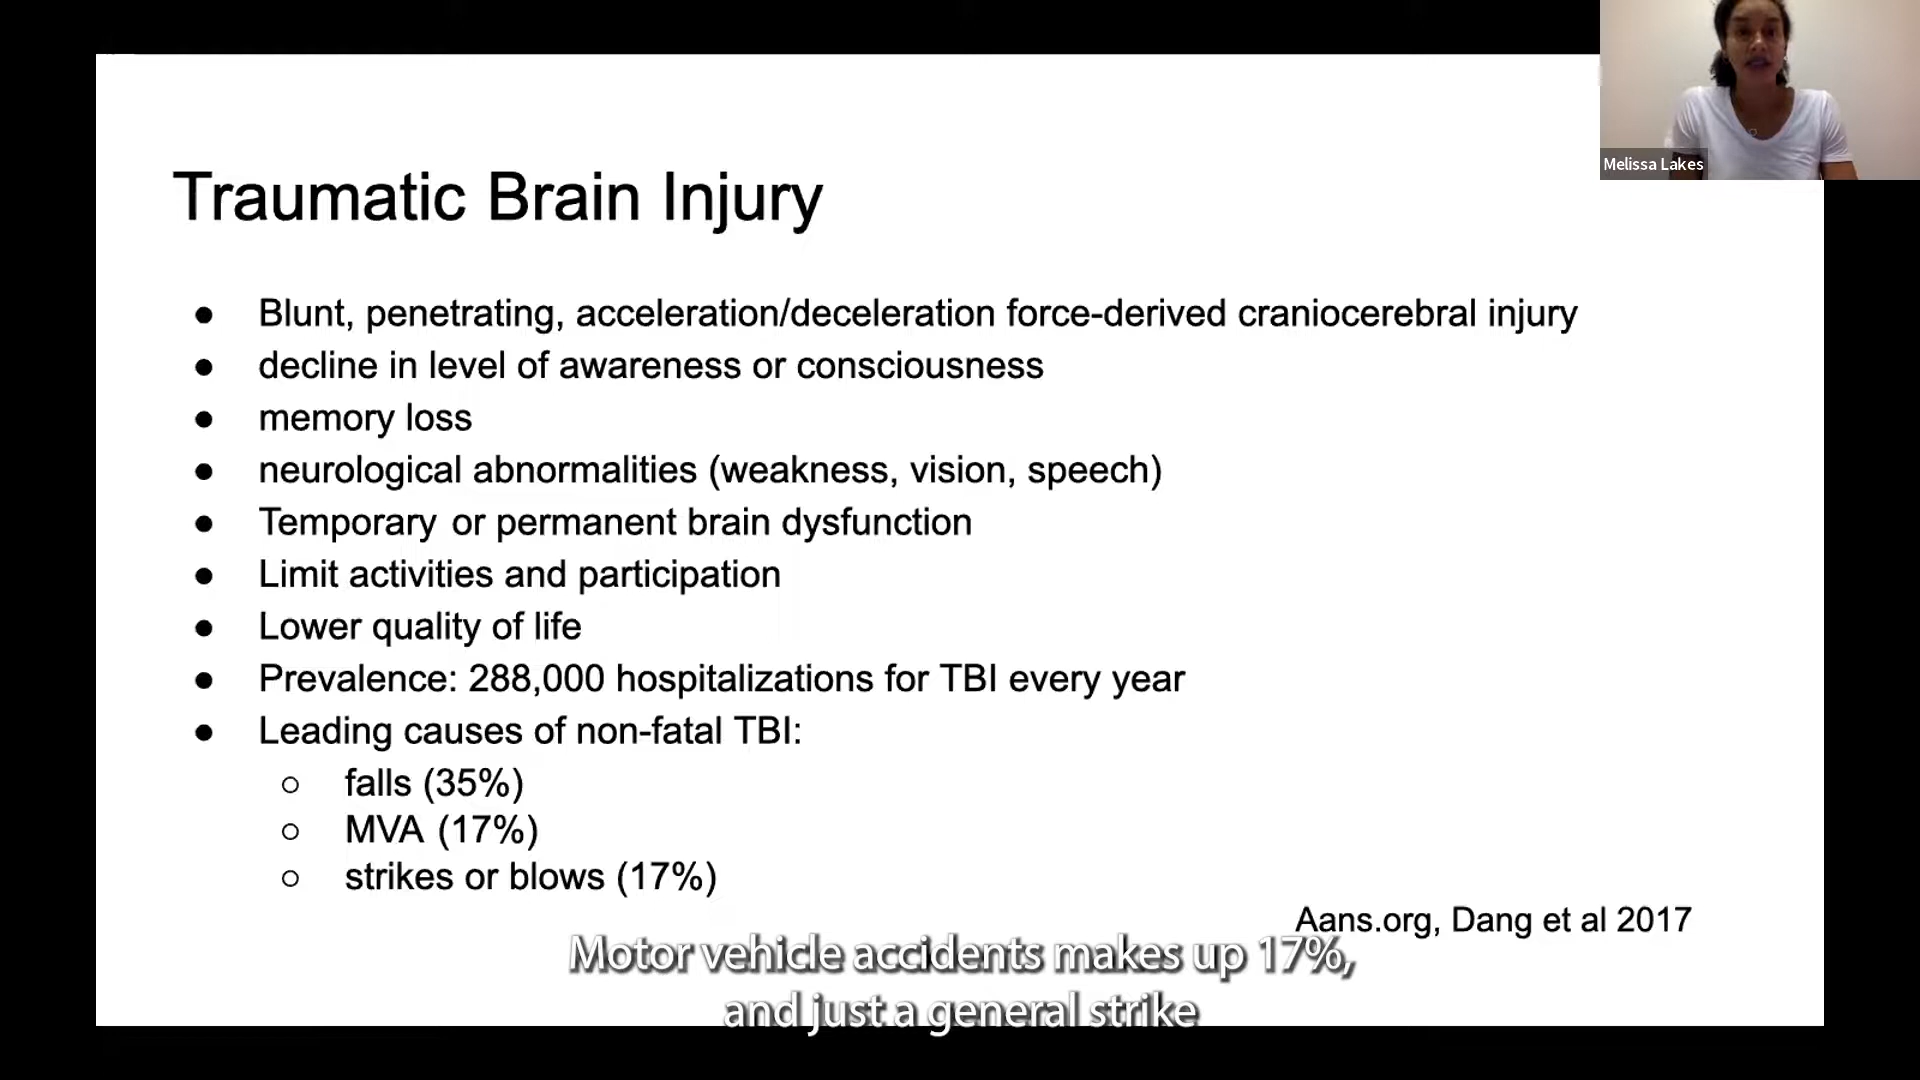 Melissa Lakes
Traumatic Brain Injury
● Blunt, penetrating, acceleration/deceleration force-derived craniocerebral injury
● decline in level of awareness or consciousness
● memory loss
● neurological abnormalities (weakness, vision, speech)
● Temporary or permanent brain dysfunction
● Limit activities and participation
● Lower quality of life
● Prevalence: 288,000 hospitalizations for TBI every year
● Leading causes of non-fatal TBI:
○ falls (35%)
○ MVA (17%)
○ strikes or blows (17%)
Aans.org, Dang et al 2017
Motor vehicle accidents makes up 17%,
and just a general strike